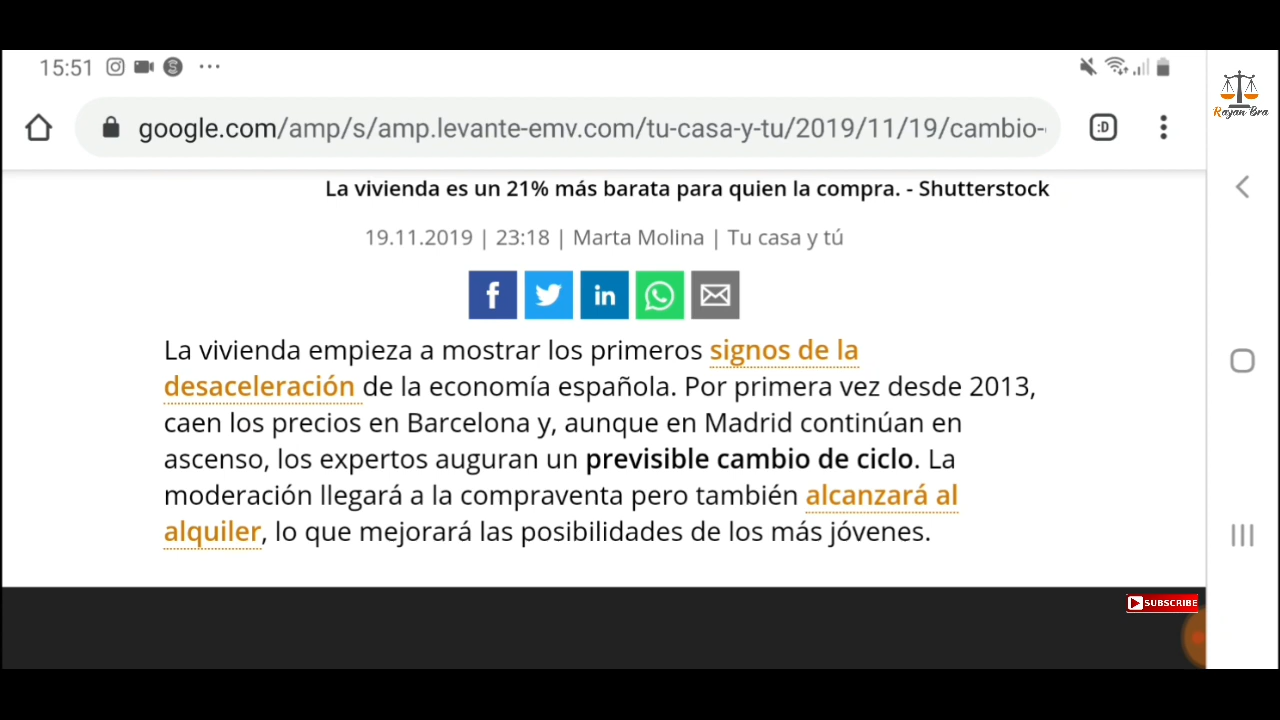 15:51
Rayan Bra
google.com/amp/s/amp.levante-emv.com/tu-casa-y-tu/2019/11/19/cambio-
:D
La vivienda es un 21% más barata para quien la compra. - Shutterstock
19.11.2019 | 23:18 | Marta Molina | Tu casa y tú
La vivienda empieza a mostrar los primeros signos de la
desaceleración de la economía española. Por primera vez desde 2013,
caen los precios en Barcelona y, aunque en Madrid continúan en
ascenso, los expertos auguran un previsible cambio de ciclo. La
moderación llegará a la compraventa pero también alcanzará al
alquiler, lo que mejorará las posibilidades de los más jóvenes.
SUBSCRIBE